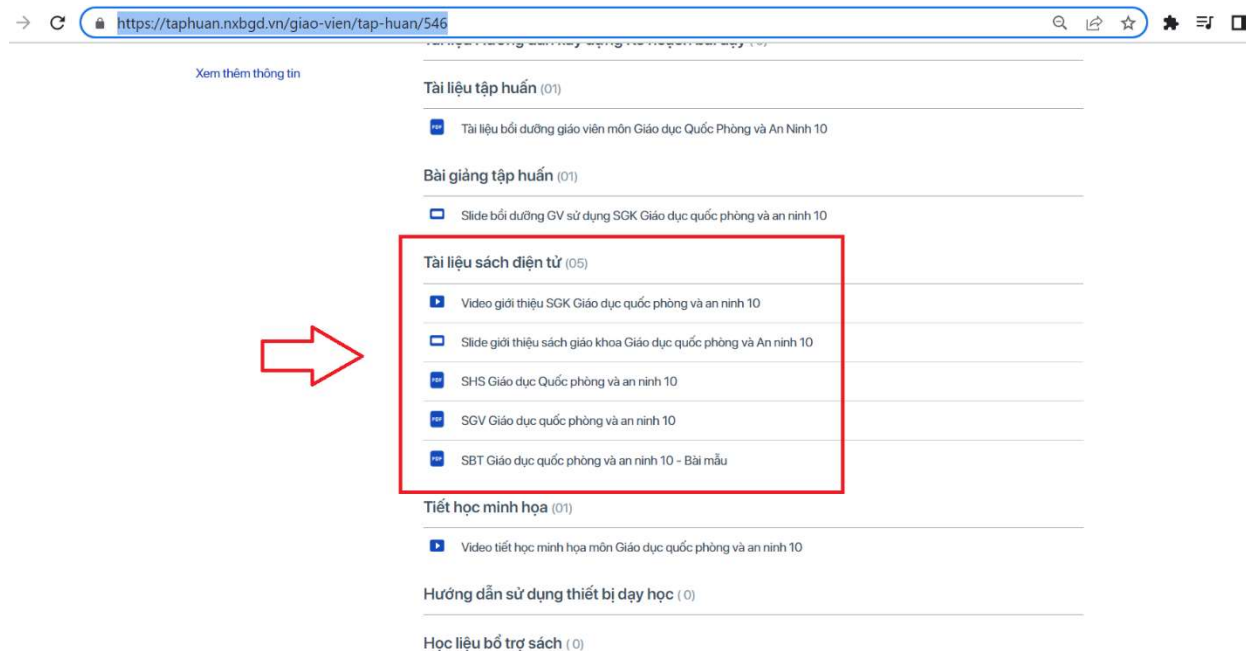 https://taphuan.nxbgd.vn/giao-vien/tap-huan/546
Xem thêm thông tin
Tài liệu tập huấn (01)
PDF Tài liệu bồi dưỡng giáo viên môn Giáo dục Quốc Phòng và An Ninh 10
Bài giảng tập huấn (01)
Slide bồi dưỡng GV sử dụng SGK Giáo dục quốc phòng và an ninh 10
Tài liệu sách điện tử (05)
Video giới thiệu SGK Giáo dục quốc phòng và an ninh 10
Slide giới thiệu sách giáo khoa Giáo dục quốc phòng và An ninh 10
PDF SHS Giáo dục Quốc phòng và an ninh 10
PDF SGV Giáo dục quốc phòng và an ninh 10
PDF SBT Giáo dục quốc phòng và an ninh 10 - Bài mẫu
Tiết học minh họa (01)
Video tiết học minh họa môn Giáo dục quốc phòng và an ninh 10
Hướng dẫn sử dụng thiết bị dạy học ( 0)
Học liệu bổ trợ sách ( 0)